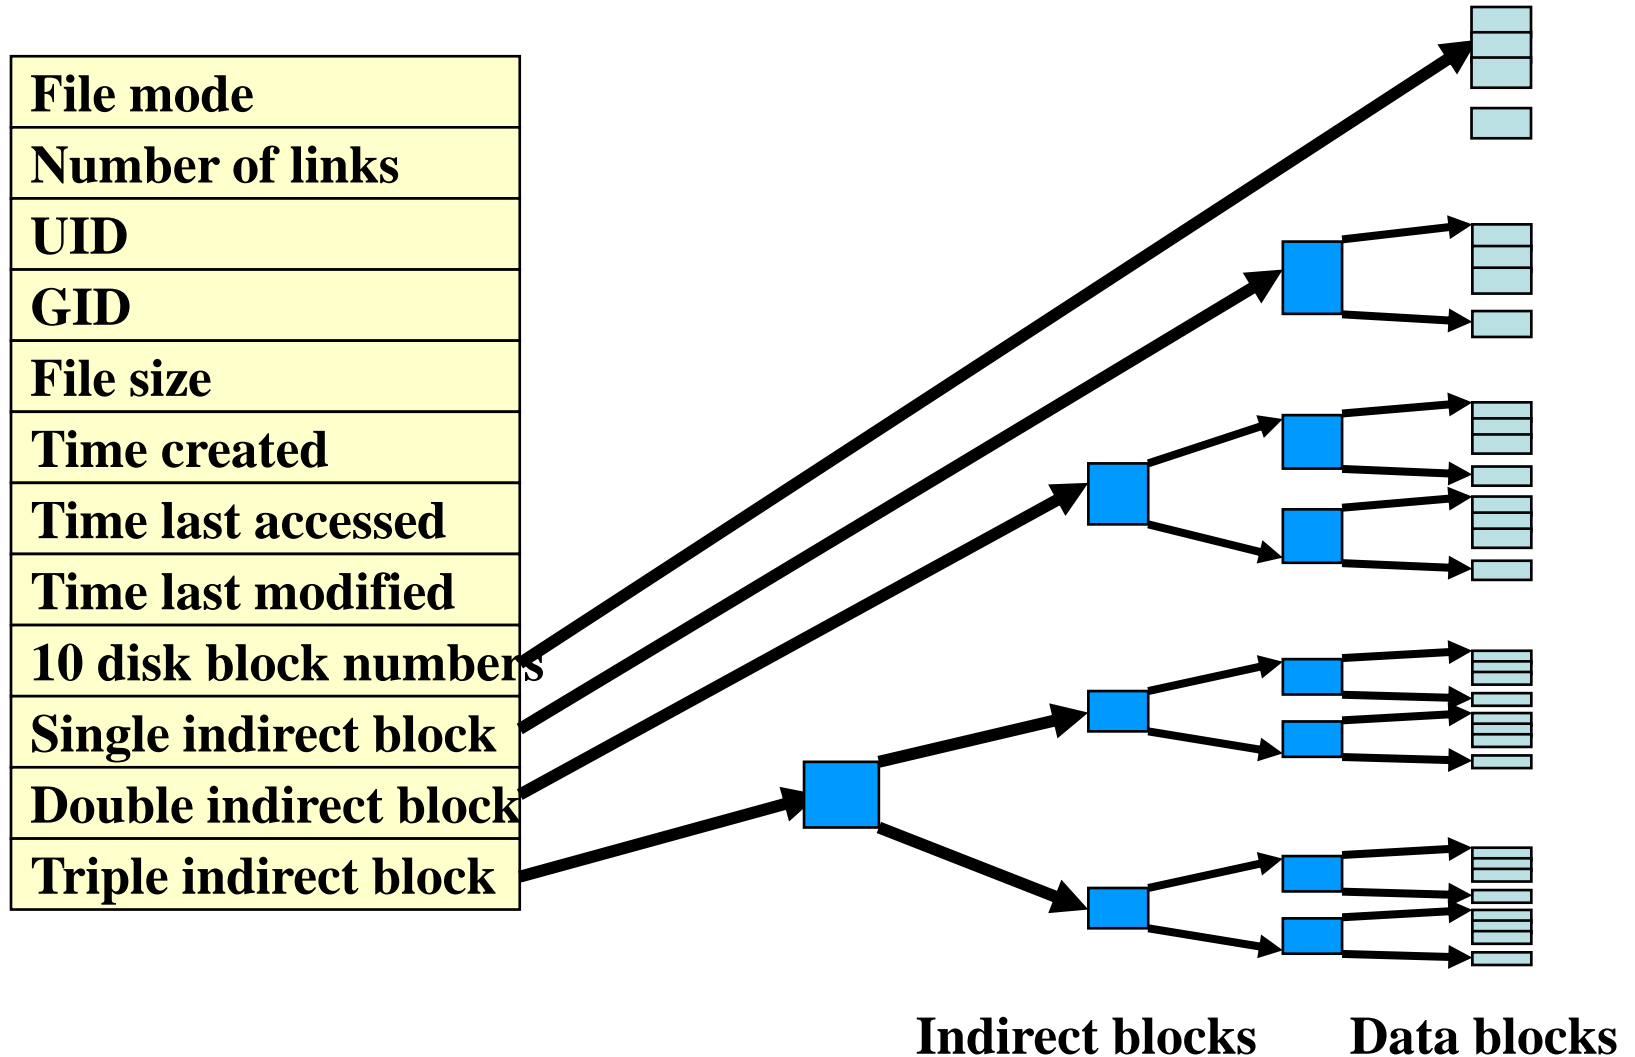 File mode
Number of links
UID
GID
File size
Time created
Time last accessed
Time last modified
10 disk block numbers
Single indirect block
Double indirect block
Triple indirect block
Indirect blocks
Data blocks